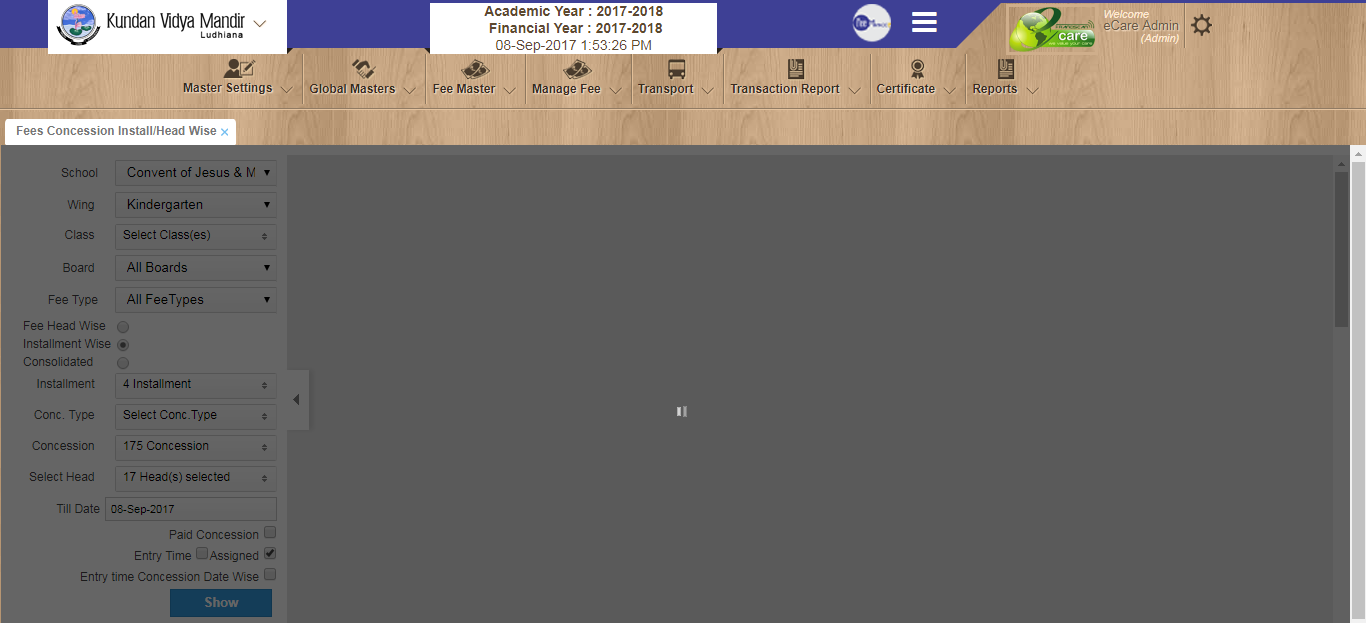 Kundan Vidya Mandir
Ludhiana
Academic Year : 2017-2018
Financial Year : 2017-2018
08-Sep-2017 1:53:26 PM
care
Welcome
eCare Admin
(Admin)
Master Settings
Global Masters
Fee Master
Manage Fee
Transport
Transaction Report
Certificate
Reports
Fees Concession Install/Head Wise ×
School Convent of Jesus & M
Wing Kindergarten
Class Select Class(es)
Board All Boards
Fee Type All FeeTypes
Fee Head Wise
Installment Wise
Consolidated
Installment 4 Installment
Conc. Type Select Conc.Type
Concession 175 Concession
Select Head 17 Head(s) selected
Till Date 08-Sep-2017
Paid Concession
Entry Time Assigned
Entry time Concession Date Wise
Show